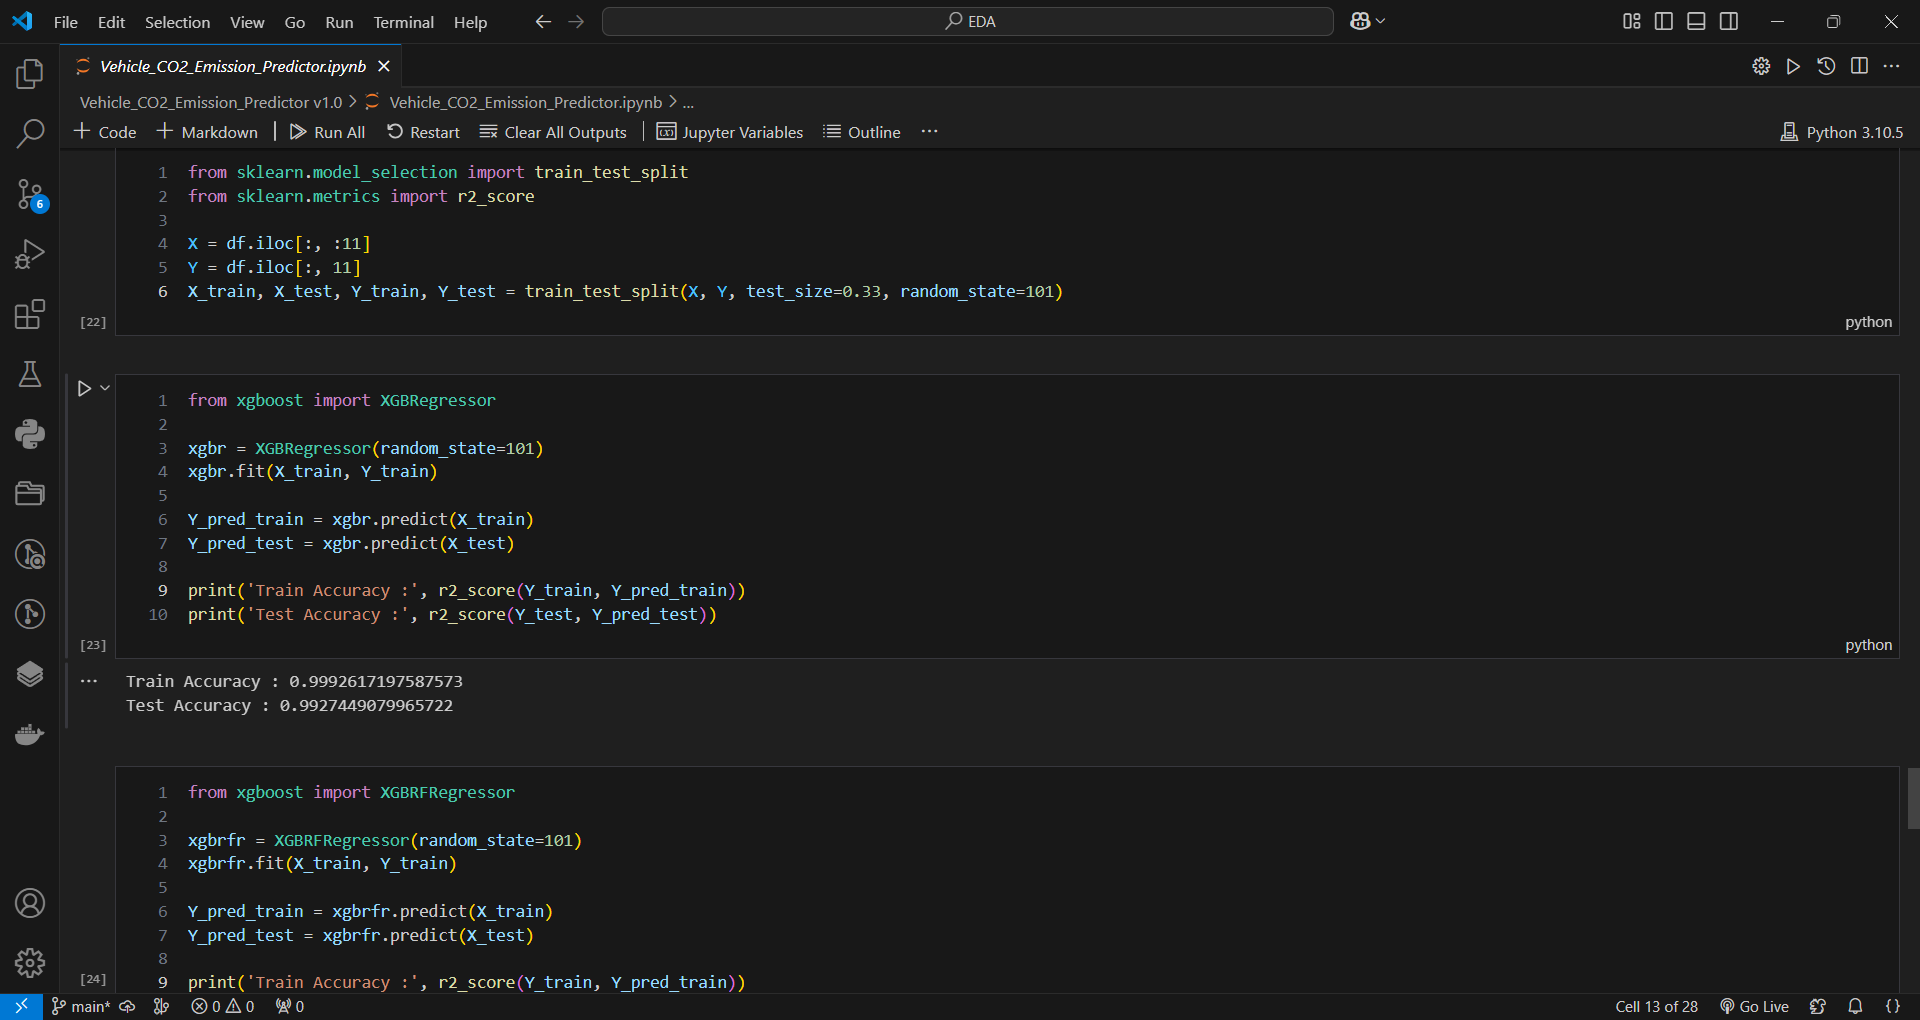 File Edit Selection View Go Run Terminal Help EDA
Vehicle_CO2_Emission_Predictor.ipynb
Vehicle_CO2_Emission_Predictor v1.0 > Vehicle_CO2_Emission_Predictor.ipynb > ...
+ Code + Markdown Run All Restart Clear All Outputs Jupyter Variables Outline ... Python 3.10.5
1 from sklearn.model_selection import train_test_split
2 from sklearn.metrics import r2_score
3
4 X = df.iloc[:, :11]
5 Y = df.iloc[:, 11]
6 X_train, X_test, Y_train, Y_test = train_test_split(X, Y, test_size=0.33, random_state=101)
[22] python
1 from xgboost import XGBRegressor
2
3 xgbr = XGBRegressor(random_state=101)
4 xgbr.fit(X_train, Y_train)
5
6 Y_pred_train = xgbr.predict(X_train)
7 Y_pred_test = xgbr.predict(X_test)
8
9 print('Train Accuracy :', r2_score(Y_train, Y_pred_train))
10 print('Test Accuracy :', r2_score(Y_test, Y_pred_test))
[23] python
... Train Accuracy : 0.9992617197587573
Test Accuracy : 0.9927449079965722
1 from xgboost import XGBRFRegressor
2
3 xgbrfr = XGBRFRegressor(random_state=101)
4 xgbrfr.fit(X_train, Y_train)
5
6 Y_pred_train = xgbrfr.predict(X_train)
7 Y_pred_test = xgbrfr.predict(X_test)
8
9 print('Train Accuracy :', r2_score(Y_train, Y_pred_train))
[24]
6
main* 0 0 0 Cell 13 of 28 Go Live {}